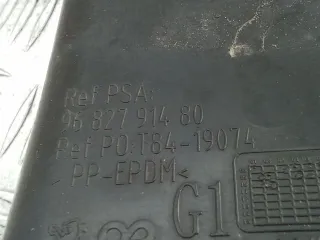 Ref PSA:
96 827 914 80
Ref PO:T84-19074
>PP-EPDM<
G1